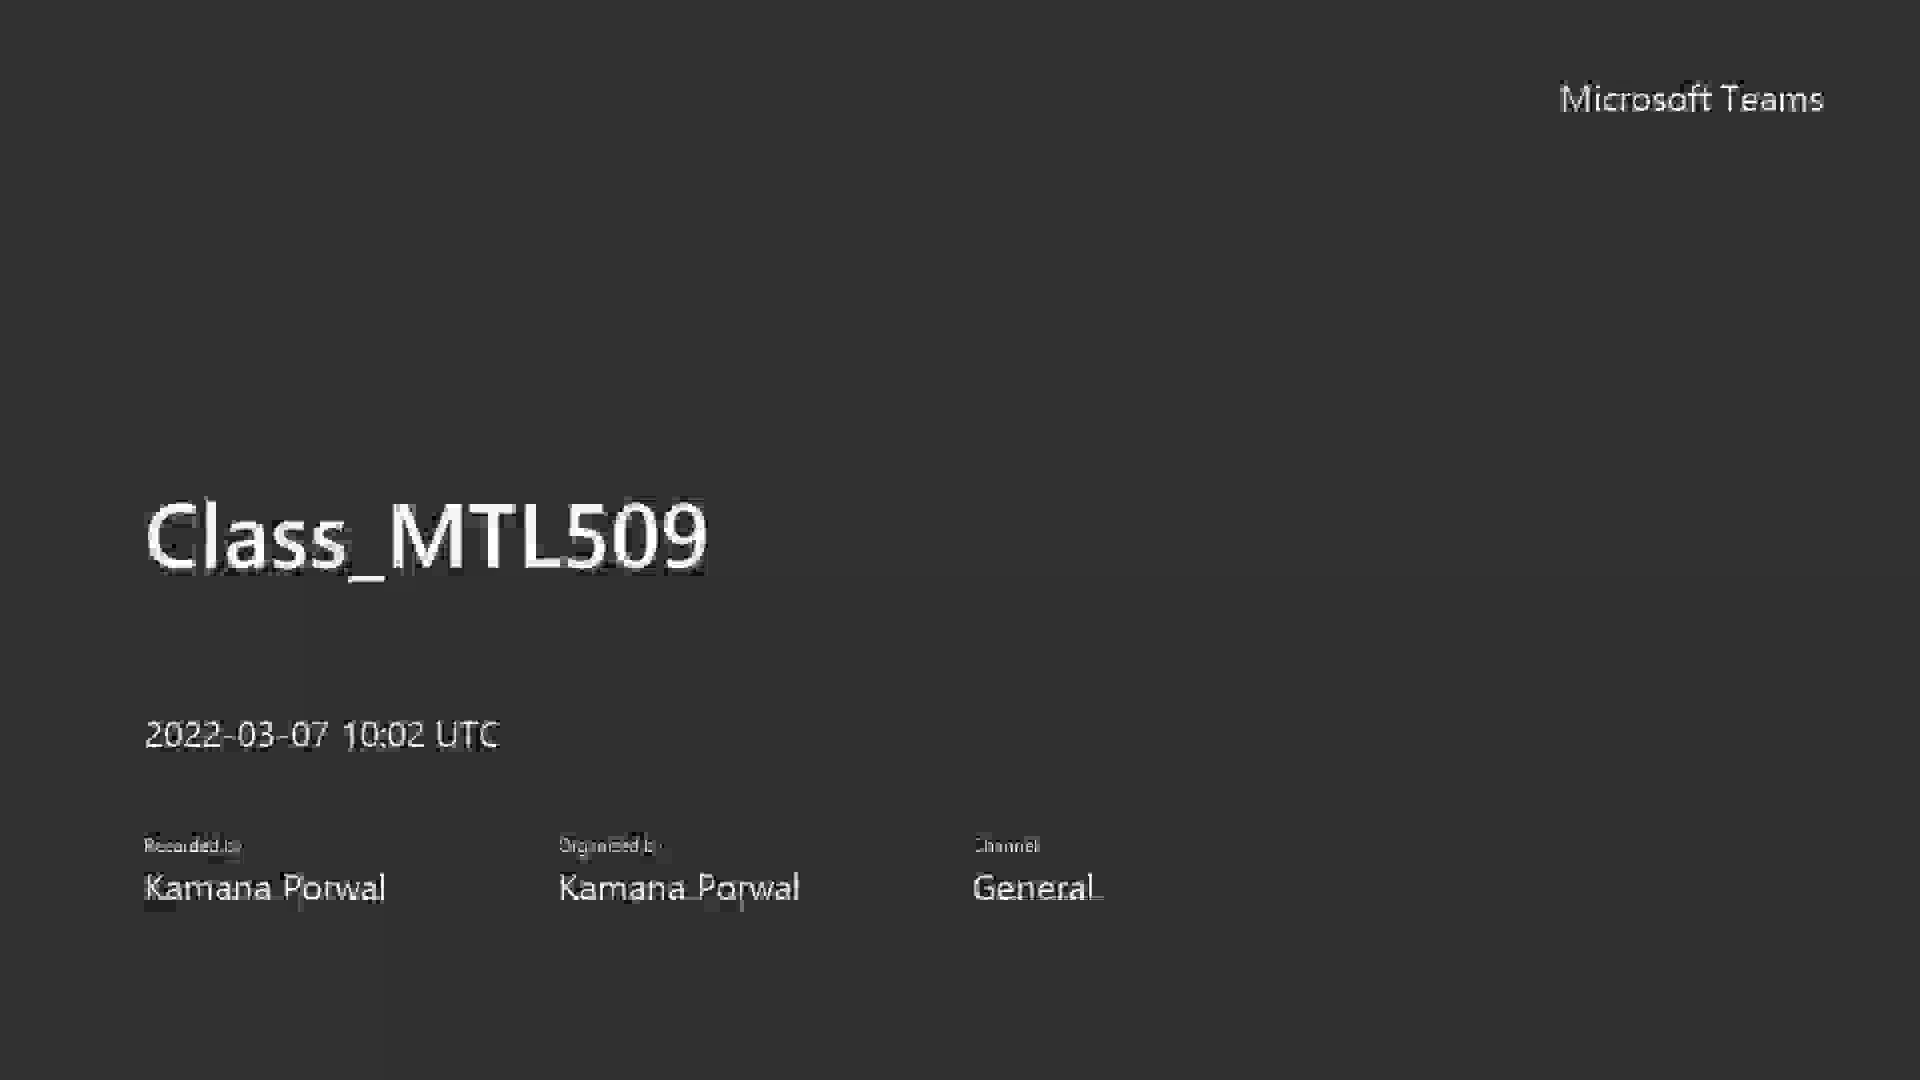 Microsoft Teams
Class_MTL509
2022-03-07 10:02 UTC
Recorded by Organized by Channel
Kamana Porwal Kamana Porwal General